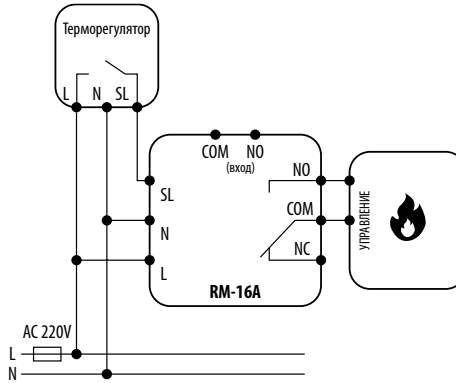 Терморегулятор
L N SL
COM NO
(вход)
NO
SL
COM
N
NC
L
RM-16A
УПРАВЛЕНИЕ
AC 220V
L
N